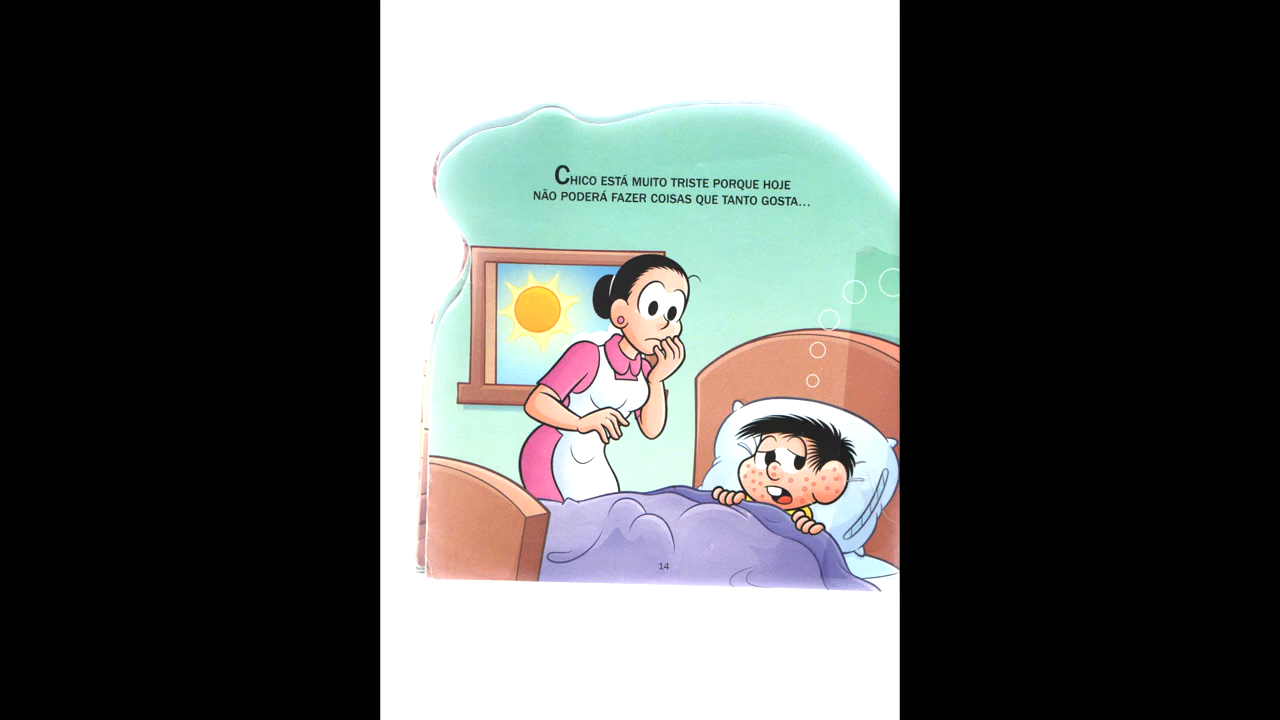 CHICO ESTÁ MUITO TRISTE PORQUE HOJE
NÃO PODERÁ FAZER COISAS QUE TANTO GOSTA...
14